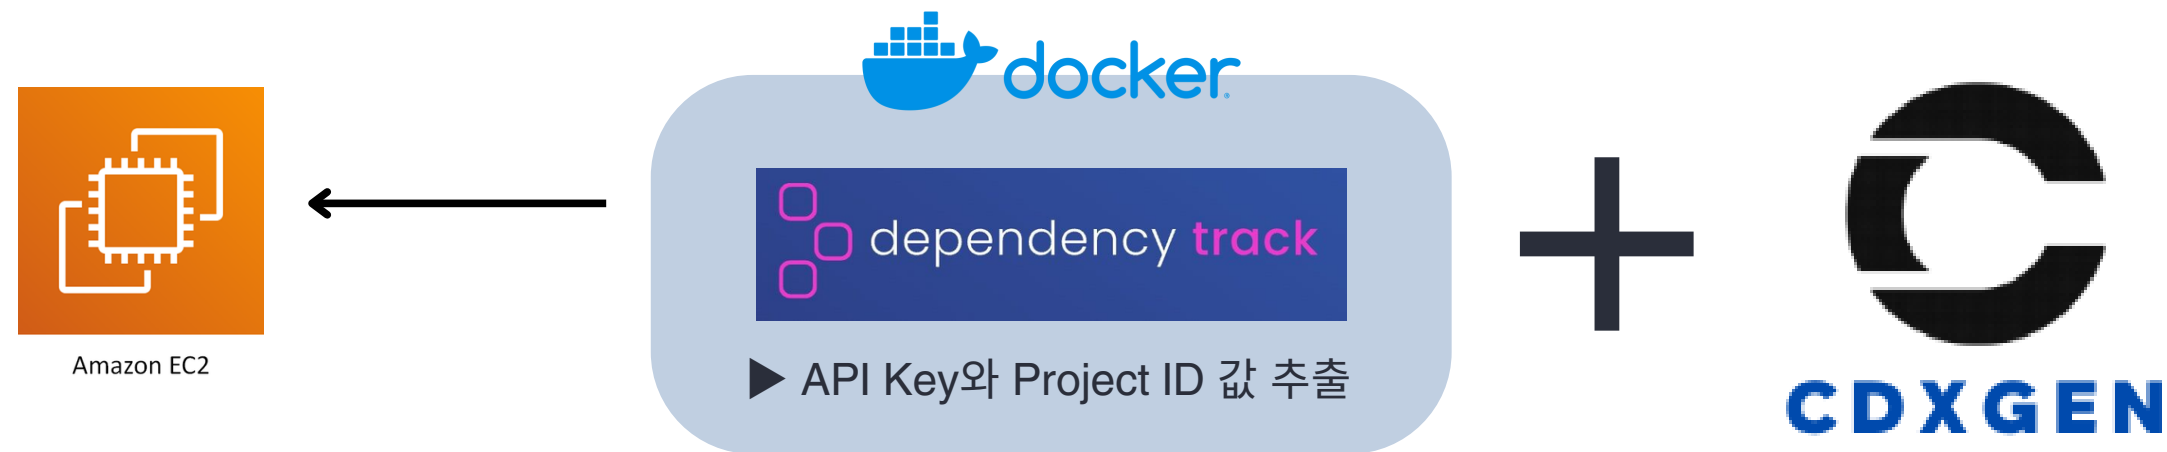 docker
dependency track
Amazon EC2
▶ API Key와 Project ID 값 추출
CDXGEN